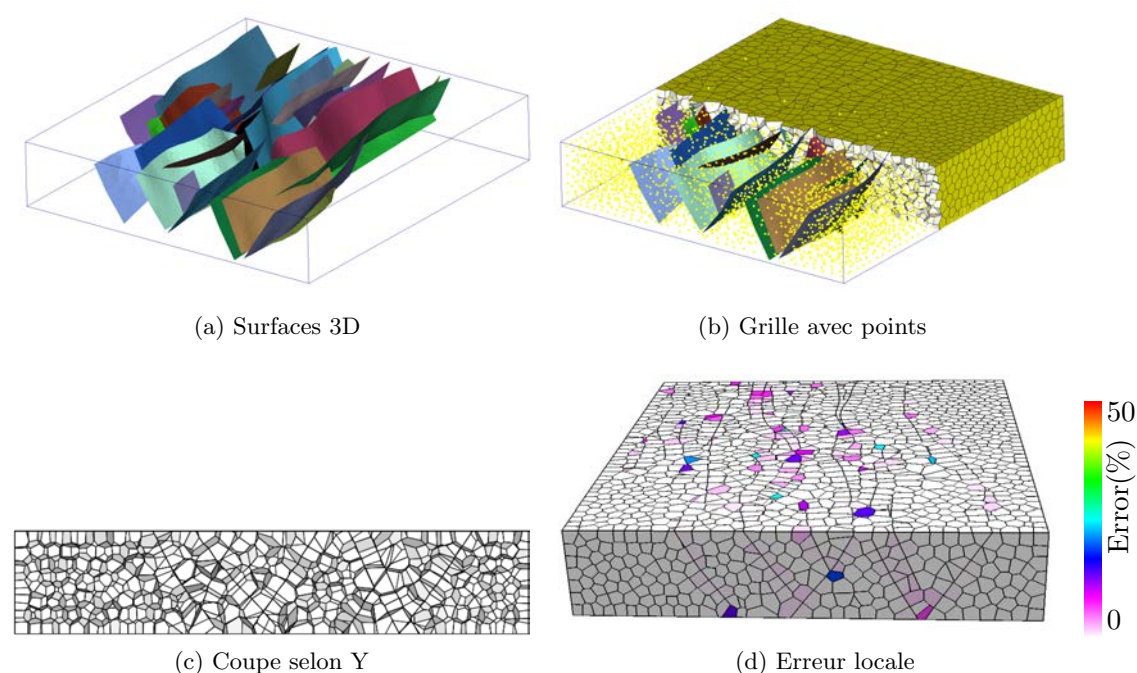 (a) Surfaces 3D
(b) Grille avec points
50
Error(%)
0
(c) Coupe selon Y
(d) Erreur locale